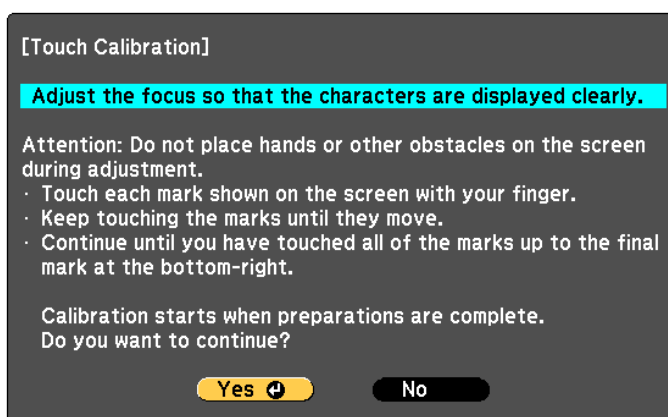 [Touch Calibration]
Adjust the focus so that the characters are displayed clearly.
Attention: Do not place hands or other obstacles on the screen
during adjustment.
· Touch each mark shown on the screen with your finger.
· Keep touching the marks until they move.
· Continue until you have touched all of the marks up to the final
mark at the bottom-right.
Calibration starts when preparations are complete.
Do you want to continue?
Yes No